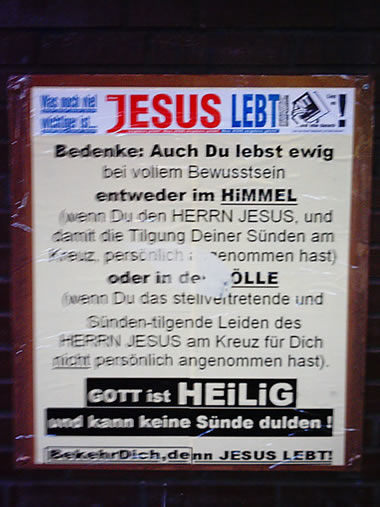 Was noch viel
wichtiger ist...
JESUS LEBT
!
Bedenke: Auch Du lebst ewig
bei vollem Bewusstsein
entweder im HiMMEL
(wenn Du den HERRN JESUS, und
damit die Tilgung Deiner Sünden am
Kreuz, persönlich angenommen hast)
oder in der HÖLLE
(wenn Du das stellvertretende und
Sünden-tilgende Leiden des
HERRN JESUS am Kreuz für Dich
nicht persönlich angenommen hast).
GOTT ist HEiLiG
und kann keine Sünde dulden !
BekehrDich,denn JESUS LEBT!